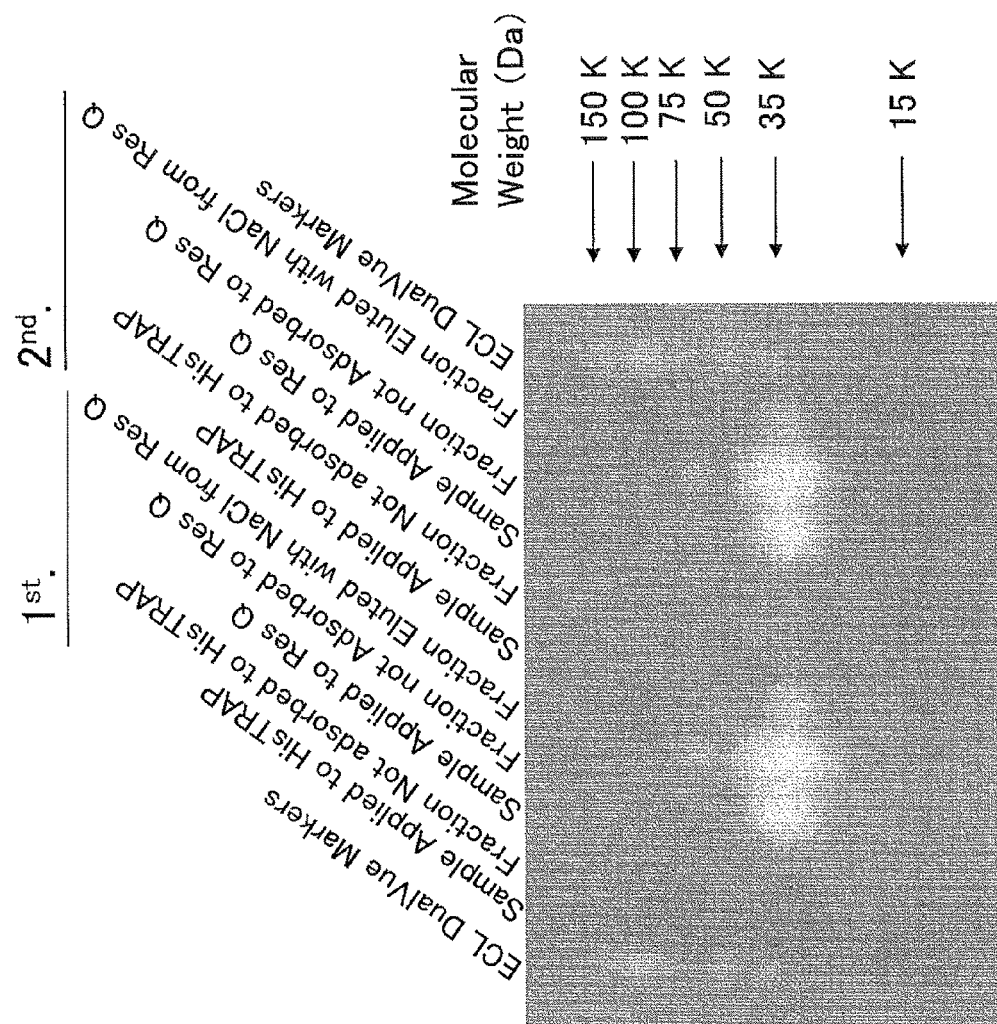 1st.
2nd.
ECL DualVue Markers
Sample Applied to HisTRAP
Fraction Not adsorbed to HisTRAP
Sample Applied to Res Q
Fraction not Adsorbed to Res Q
Fraction Eluted with NaCl from Res Q
Sample Applied to HisTRAP
Fraction Not adsorbed to HisTRAP
Sample Applied to Res Q
Fraction not Adsorbed to Res Q
Fraction Eluted with NaCl from Res Q
ECL DualVue Markers
Molecular
Weight (Da)
150 K
100 K
75 K
50 K
35 K
15 K